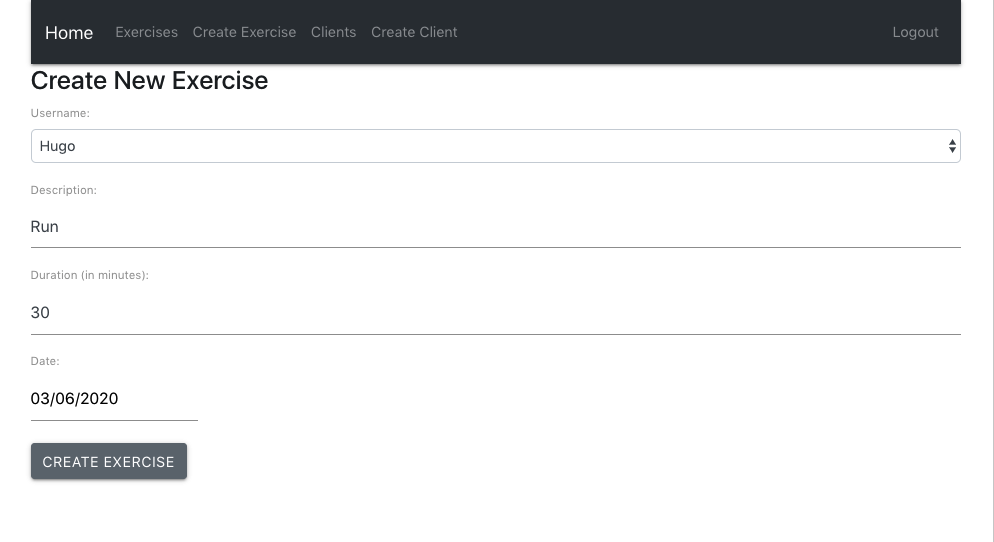 Home Exercises Create Exercise Clients Create Client Logout
Create New Exercise
Username:
Hugo
Description:
Run
Duration (in minutes):
30
Date:
03/06/2020
CREATE EXERCISE